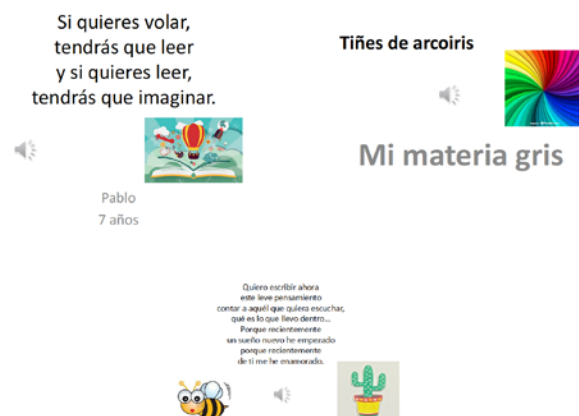 Si quieres volar,
tendrás que leer
y si quieres leer,
tendrás que imaginar.
Pablo
7 años
Tiñes de arcoiris
Mi materia gris
Quiero escribir ahora
este leve pensamiento
contar a aquél que quiera escuchar,
qué es lo que llevo dentro...
Porque recientemente
un sueño nuevo he empezado
porque recientemente
de ti me he enamorado.